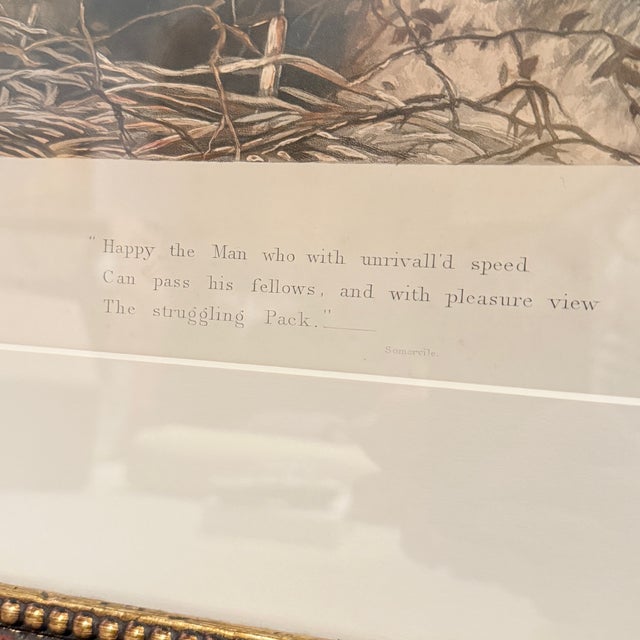 "Happy the Man who with unrivall'd speed
Can pass his fellows, and with pleasure view
The struggling Pack."
Somervile.